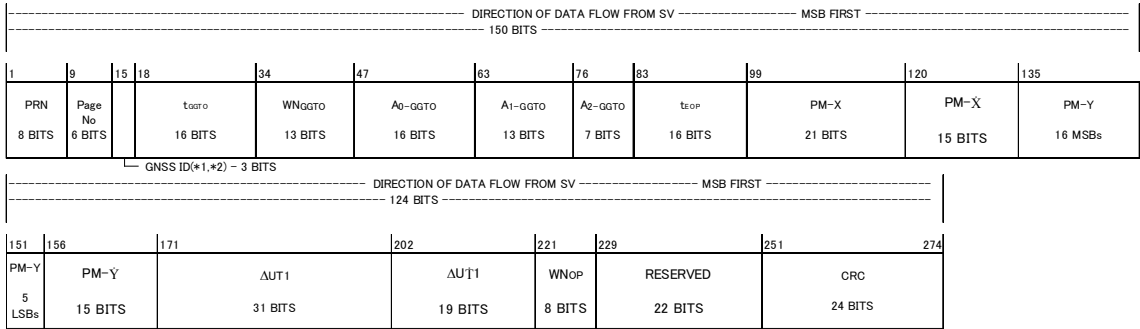 DIRECTION OF DATA FLOW FROM SV MSB FIRST
150 BITS
1 9 15 18 34 47 63 76 83 99 120 135
PRN Page No tGGTO WNGGTO A0-GGTO A1-GGTO A2-GGTO tEOP PM-X PM-Ẋ PM-Y
8 BITS 6 BITS 16 BITS 13 BITS 16 BITS 13 BITS 7 BITS 16 BITS 21 BITS 15 BITS 16 MSBs
GNSS ID(*1,*2) - 3 BITS
DIRECTION OF DATA FLOW FROM SV MSB FIRST
124 BITS
151 156 171 202 221 229 251 274
PM-Y PM-Ẏ ΔUT1 ΔUṪ1 WNOP RESERVED CRC
5 LSBs 15 BITS 31 BITS 19 BITS 8 BITS 22 BITS 24 BITS